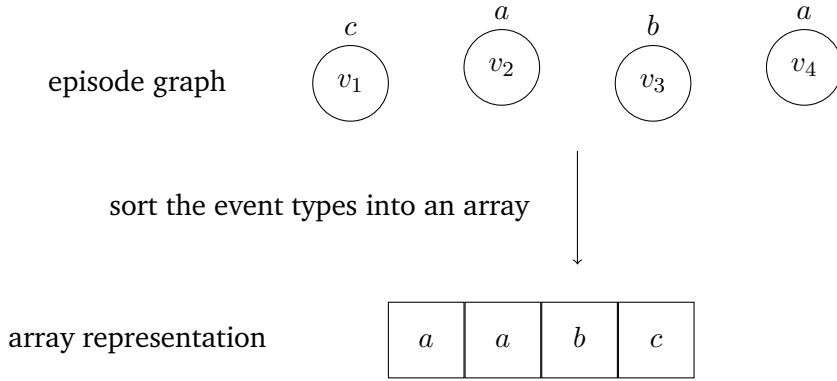 c a b a
episode graph v₁ v₂ v₃ v₄
sort the event types into an array
array representation a a b c